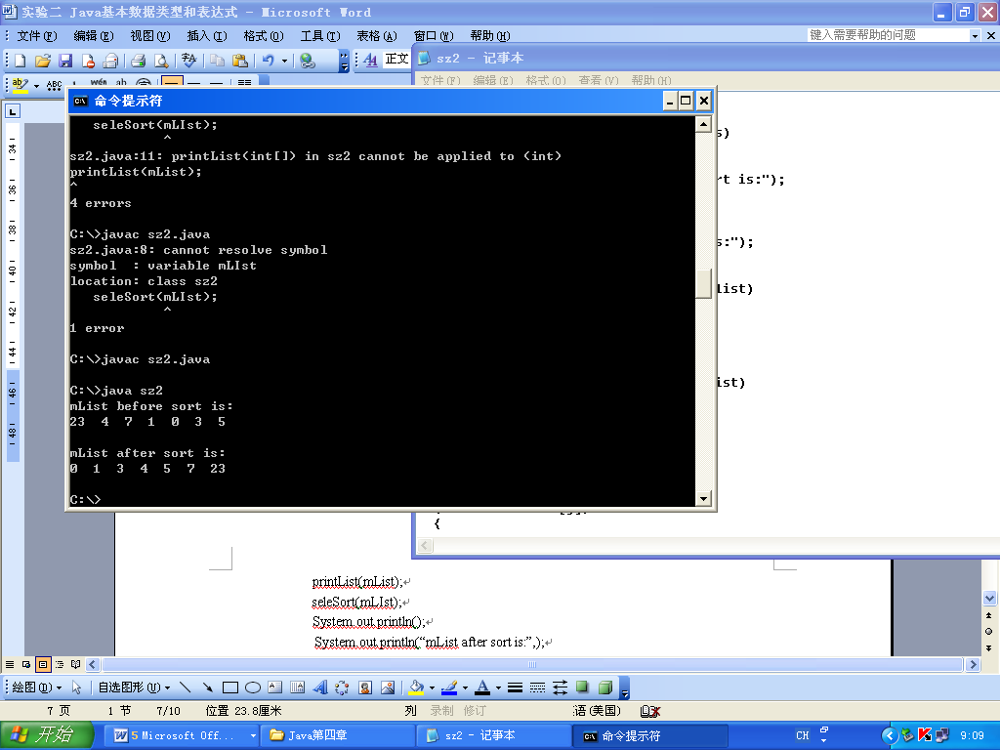 实验二 Java基本数据类型和表达式 - Microsoft Word
文件(F) 编辑(E) 视图(V) 插入(I) 格式(O) 工具(T) 表格(A) 窗口(W) 帮助(H) 键入需要帮助的问题
正文
sz2 - 记事本
文件(F) 编辑(E) 格式(O) 查看(V) 帮助(H)
命令提示符
seleSort(mLIst);
^
sz2.java:11: printList(int[]) in sz2 cannot be applied to (int)
printList(mList);
^
4 errors
C:\>javac sz2.java
sz2.java:8: cannot resolve symbol
symbol  : variable mLIst
location: class sz2
seleSort(mLIst);
^
1 error
C:\>javac sz2.java
C:\>java sz2
mList before sort is:
23  4  7  1  0  3  5
mList after sort is:
0  1  3  4  5  7  23
C:\>
s)
rt is:");
s:");
list)
ist)
{
34
36
38
40
42
44
46
48
printList(mList);
seleSort(mLIst);
System.out.println();
System.out.println(“mList after sort is:”,);
绘图(D) 自选图形(U)
7 页 1 节 7/10 位置 23.8厘米 列 录制 修订 语(美国)
开始 5 Microsoft Off... Java第四章 sz2 - 记事本 命令提示符 CH 9:09